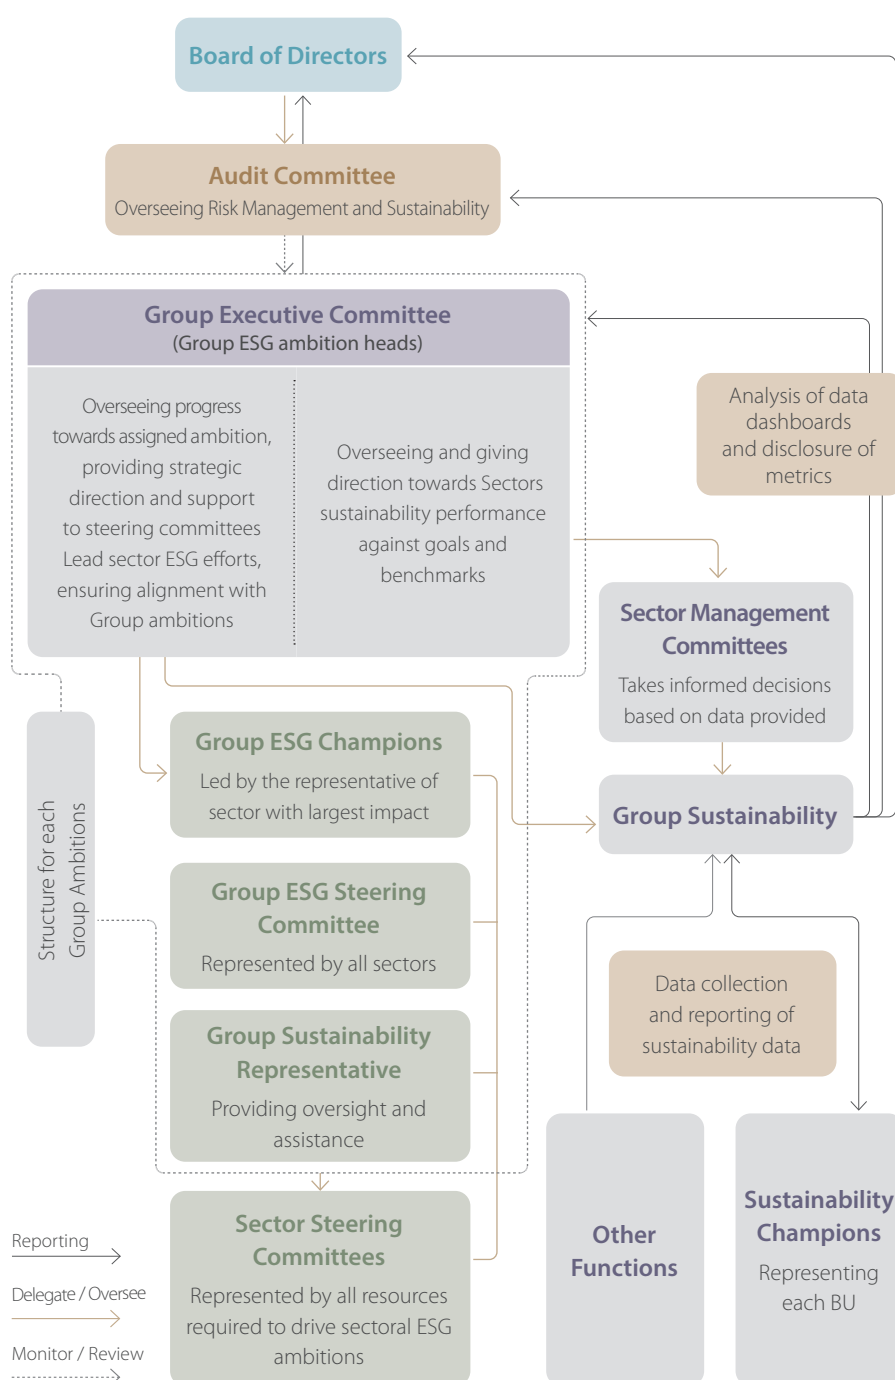 Board of Directors
Audit Committee
Overseeing Risk Management and Sustainability
Group Executive Committee
(Group ESG ambition heads)
Overseeing progress
towards assigned ambition,
providing strategic
direction and support
to steering committees
Lead sector ESG efforts,
ensuring alignment with
Group ambitions
Overseeing and giving
direction towards Sectors
sustainability performance
against goals and
benchmarks
Analysis of data
dashboards
and disclosure of
metrics
Sector Management
Committees
Takes informed decisions
based on data provided
Group Sustainability
Structure for each
Group Ambitions
Group ESG Champions
Led by the representative of
sector with largest impact
Group ESG Steering
Committee
Represented by all sectors
Group Sustainability
Representative
Providing oversight and
assistance
Sector Steering
Committees
Represented by all resources
required to drive sectoral ESG
ambitions
Data collection
and reporting of
sustainability data
Other
Functions
Sustainability
Champions
Representing
each BU
Reporting
Delegate / Oversee
Monitor / Review